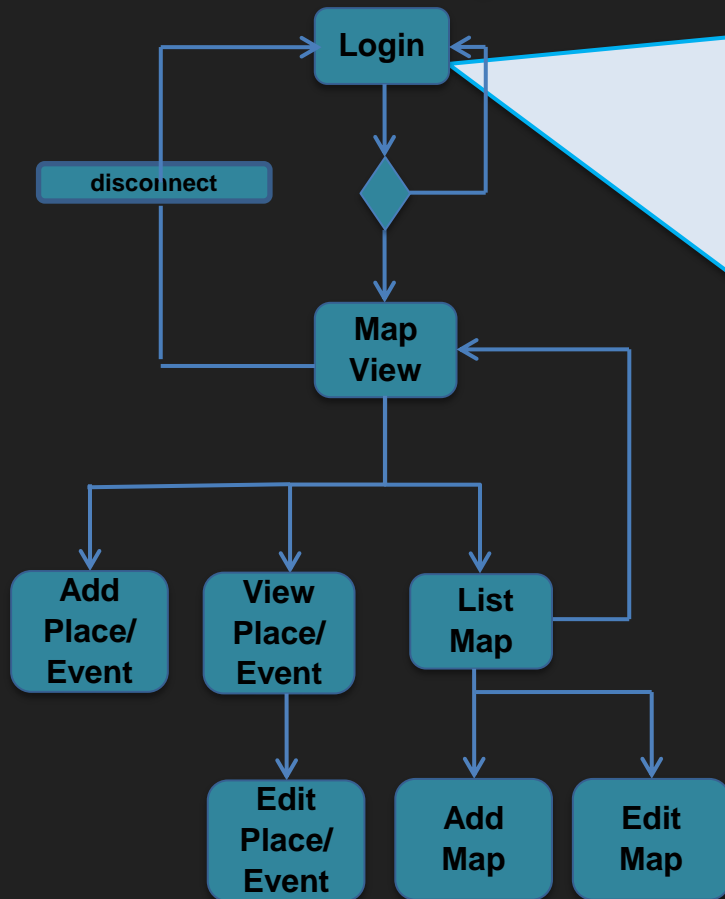 Login
disconnect
Map
View
Add
Place/
Event
View
Place/
Event
List
Map
Edit
Place/
Event
Add
Map
Edit
Map